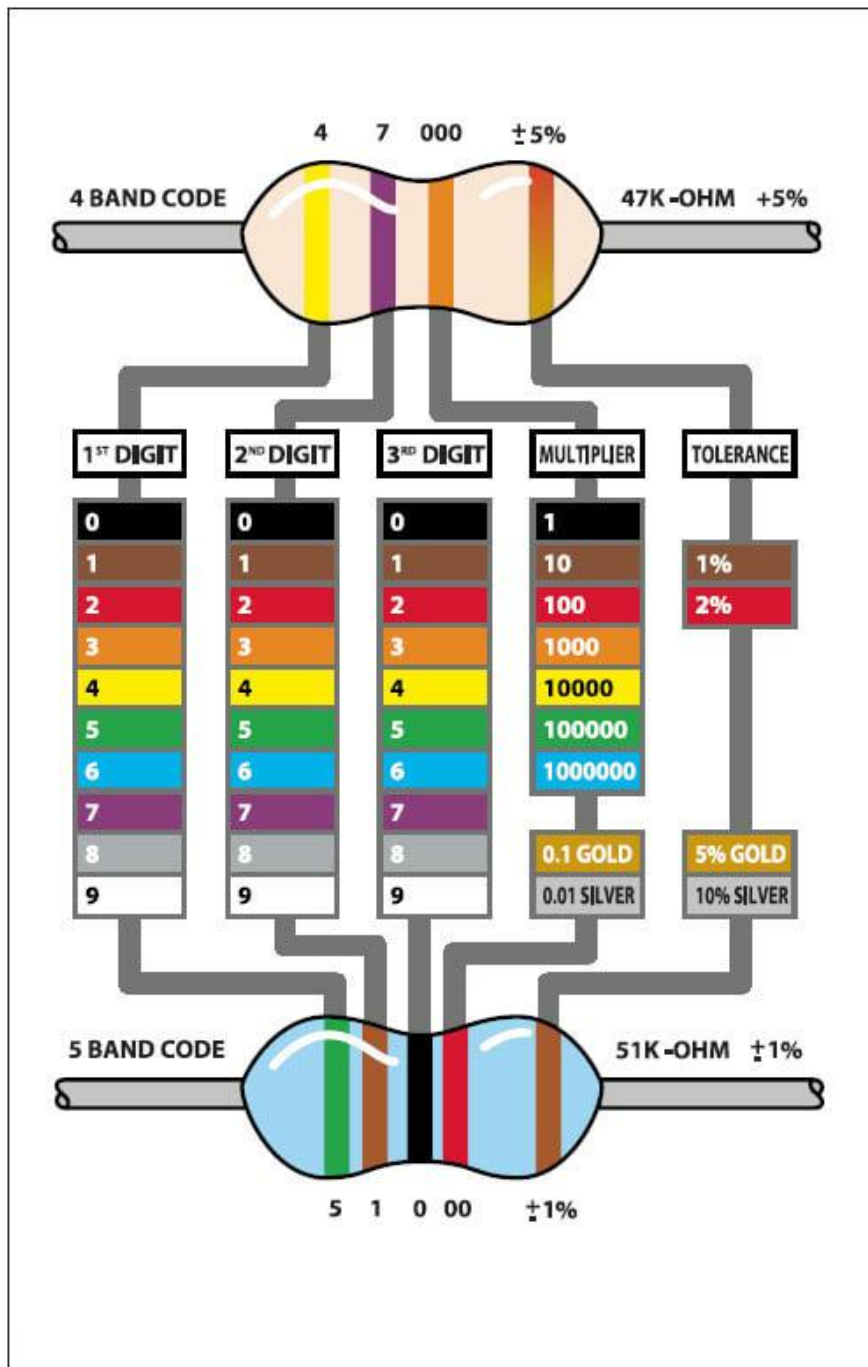 4 7 000 ±5%
4 BAND CODE 47K-OHM +5%
1ST DIGIT 2ND DIGIT 3RD DIGIT MULTIPLIER TOLERANCE
0 0 0 1
1 1 1 10 1%
2 2 2 100 2%
3 3 3 1000
4 4 4 10000
5 5 5 100000
6 6 6 1000000
7 7 7
8 8 8 0.1 GOLD 5% GOLD
9 9 9 0.01 SILVER 10% SILVER
5 BAND CODE 51K-OHM ±1%
5 1 0 00 ±1%